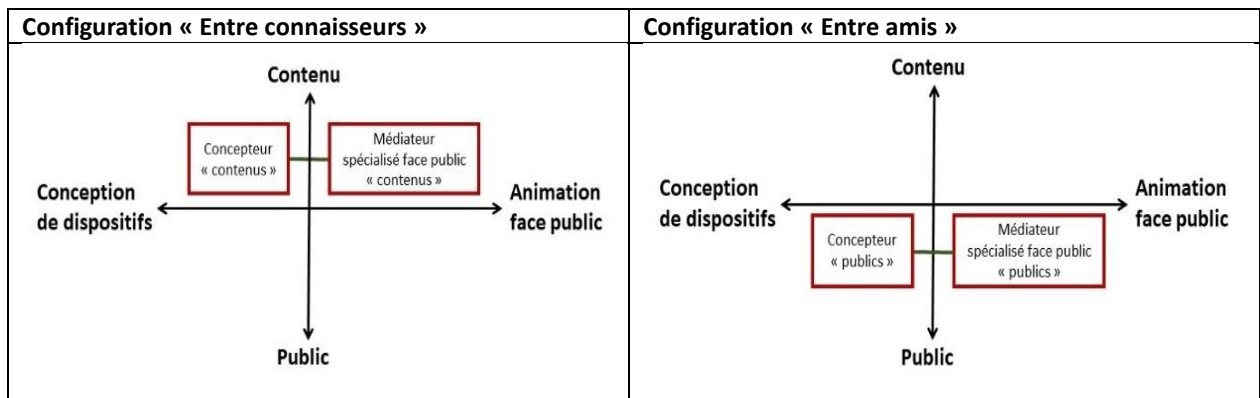 Configuration « Entre connaisseurs »
Contenu
Concepteur
« contenus »
Médiateur
spécialisé face public
« contenus »
Conception
de dispositifs
Animation
face public
Public
Configuration « Entre amis »
Contenu
Conception
de dispositifs
Animation
face public
Concepteur
« publics »
Médiateur
spécialisé face public
« publics »
Public